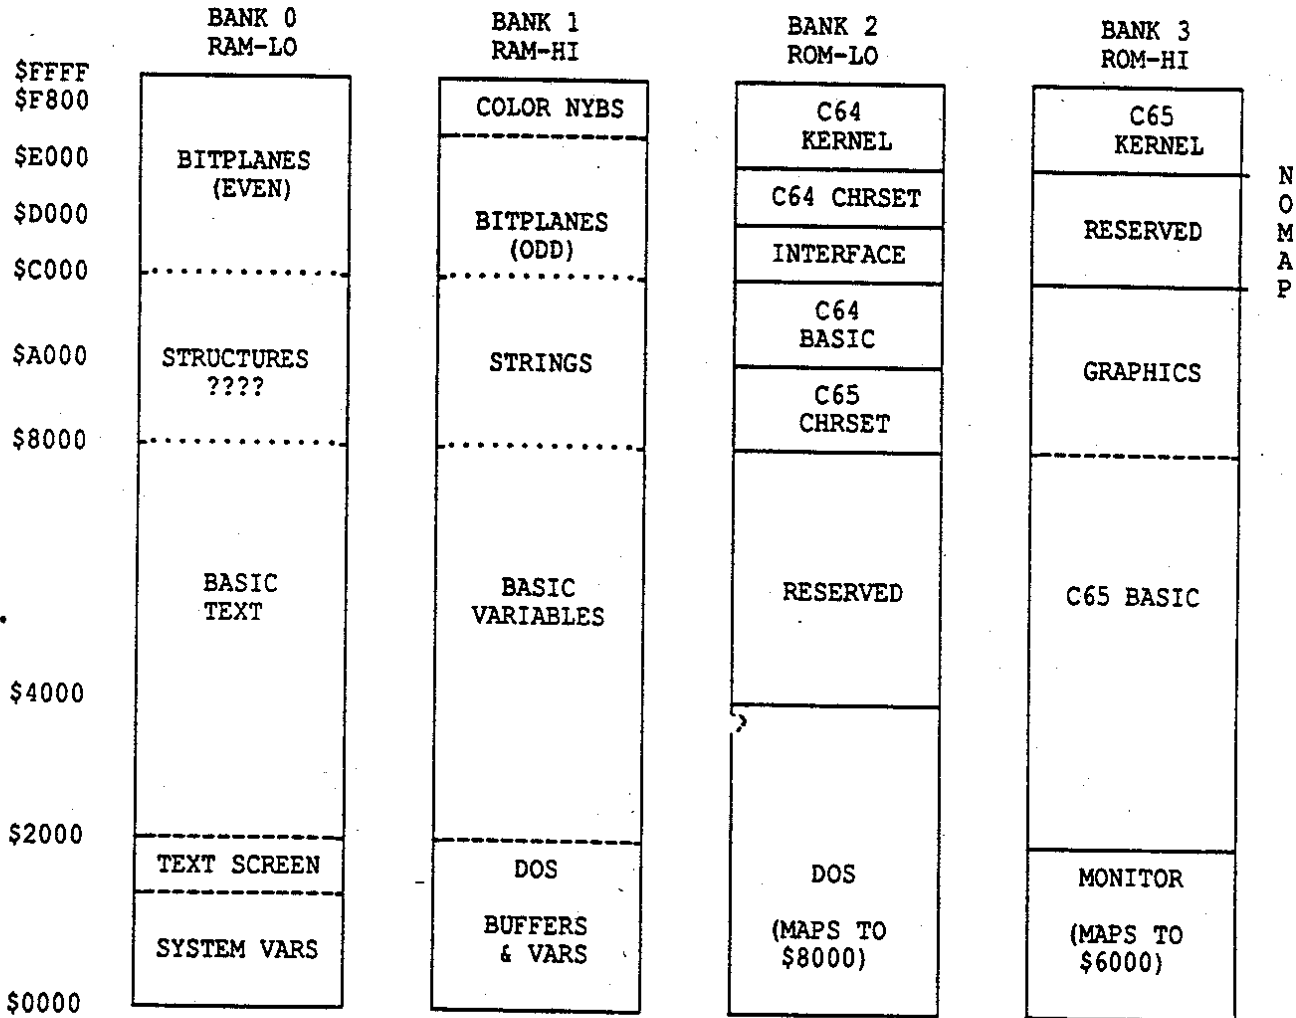 BANK 0
RAM-LO
BANK 1
RAM-HI
BANK 2
ROM-LO
BANK 3
ROM-HI
$FFFF
$F800
$E000
$D000
$C000
$A000
$8000
$4000
$2000
$0000
BITPLANES
(EVEN)
STRUCTURES
????
BASIC
TEXT
TEXT SCREEN
SYSTEM VARS
COLOR NYBS
BITPLANES
(ODD)
STRINGS
BASIC
VARIABLES
DOS
BUFFERS
& VARS
C64
KERNEL
C64 CHRSET
INTERFACE
C64
BASIC
C65
CHRSET
RESERVED
DOS
(MAPS TO
$8000)
C65
KERNEL
RESERVED
GRAPHICS
C65 BASIC
MONITOR
(MAPS TO
$6000)
N
O
M
A
P